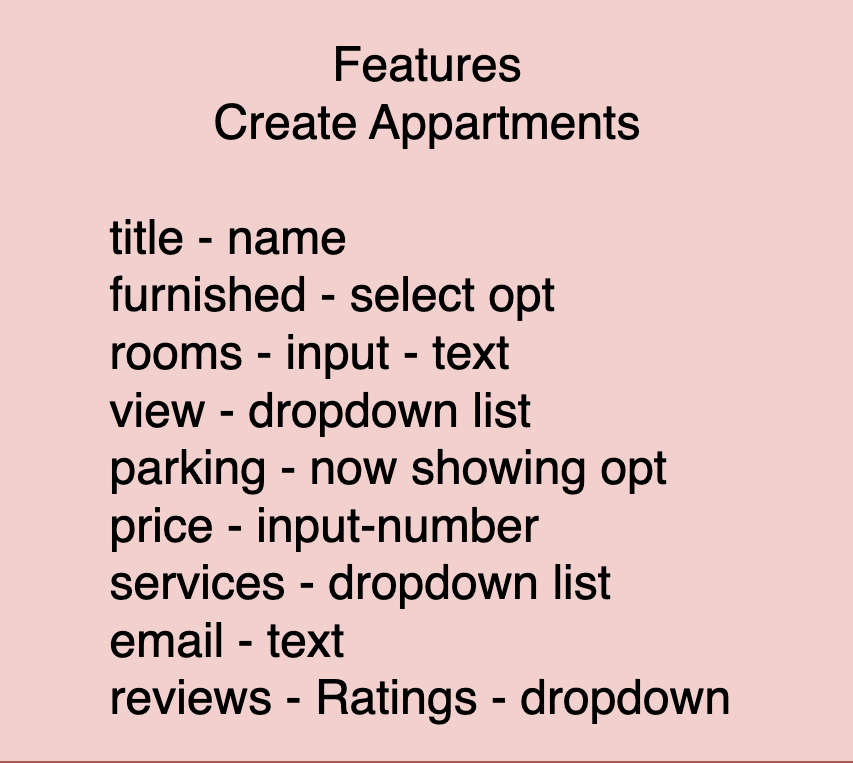 Features
Create Appartments
title - name
furnished - select opt
rooms - input - text
view - dropdown list
parking - now showing opt
price - input-number
services - dropdown list
email - text
reviews - Ratings - dropdown